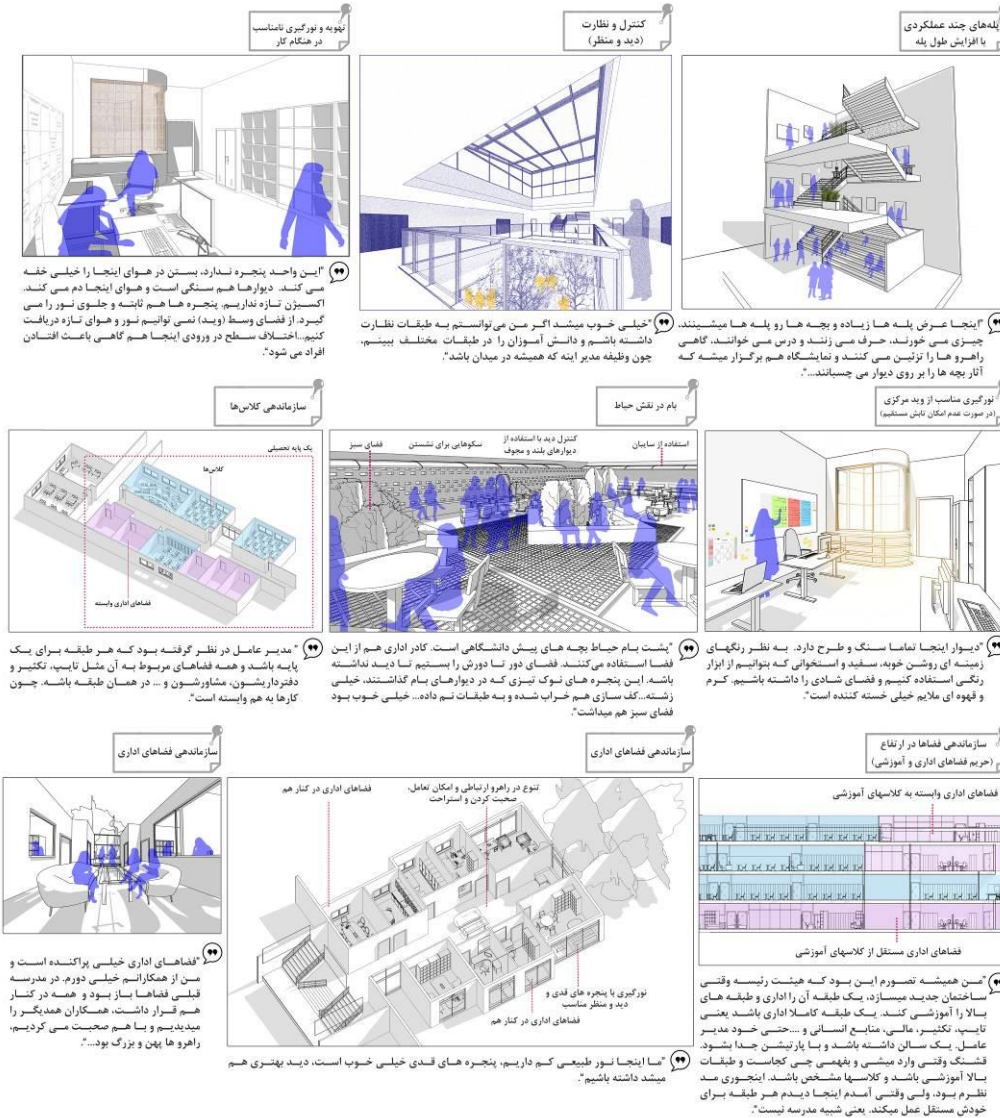 پله‌های چند عملکردی
با افزایش طول پله
"اینجا عرض پله ها زیاده و بچه ها رو پله ها میشینند،
چیزی می خورند، حرف می زنند و درس می خوانند، گاهی
راهرو ها را تزئین می کنند و نمایشگاه هم برگزار میشه که
آثار بچه ها را بر روی دیوار می چسبانند...".
کنترل و نظارت
(دید و منظر)
"خیلی خوب میشد اگر من می‌توانستم به طبقات نظارت
داشته باشم و دانش آموزان را در طبقات مختلف ببینم،
چون وظیفه مدیر اینه که همیشه در میدان باشد".
تهویه و نورگیری نامناسب
در هنگام کار
"این واحد پنجره ندارد، بستن در هوای اینجا را خیلی خفه
می کند. دیوارها هم سنگی است و هوای اینجا دم می کند.
اکسیژن تازه نداریم. پنجره ها هم ثابته و جلوی نور را می
گیرد. از فضای وسط (وید) نمی توانیم نور و هوای تازه دریافت
کنیم...اختلاف سطح در ورودی اینجا هم گاهی باعث افتادن
افراد می شود".
نورگیری مناسب از وید مرکزی
(در صورت عدم امکان تابش مستقیم)
"دیوار اینجا تماما سنگ و طرح دارد. به نظر رنگهای
زمینه ای روشن خوبه، سفید و استخوانی که بتوانیم از ابزار
رنگی استفاده کنیم و فضای شادی را داشته باشیم. کرم
و قهوه ای ملایم خیلی خسته کننده است".
بام در نقش حیاط
استفاده از سایبان
کنترل دید با استفاده از
دیوارهای بلند و مجوف
سکوهایی برای نشستن
فضای سبز
"پشت بام حیاط بچه های پیش دانشگاهی است. کادر اداری هم از این
فضا استفاده می‌کنند. فضای دور تا دورش را بستیم تا دید نداشته
باشه. این پنجره های نوک تیزی که در دیوارهای بام گذاشتند، خیلی
زشته...کف سازی هم خراب شده و به طبقات نم داده... خیلی خوب بود
فضای سبز هم میداشت".
سازماندهی کلاس‌ها
یک پایه تحصیلی
کلاس‌ها
فضاهای اداری وابسته
"مدیر عامل در نظر گرفته بود که هر طبقه برای یک
پایه باشد و همه فضاهای مربوط به آن مثل تایپ، تکثیر و
دفترداریشون، مشاورشون و ... در همان طبقه باشه. چون
کارها به هم وابسته است".
سازماندهی فضاها در ارتفاع
(حریم فضاهای اداری و آموزشی)
فضاهای اداری وابسته به کلاسهای آموزشی
فضاهای اداری مستقل از کلاسهای آموزشی
"من همیشه تصورم این بود که هیئت رئیسه وقتی
ساختمان جدید میسازد، یک طبقه آن را اداری و طبقه های
بالا را آموزشی کنند. یک طبقه کاملا اداری باشد یعنی
تایپ، تکثیر، مالی، منابع انسانی و ....حتی خود مدیر
عامل. یک سالن داشته باشد و با پارتیشن جدا بشود.
قشنگ وقتی وارد میشی و بفهمی چی کجاست و طبقات
بالا آموزشی باشد و کلاسها مشخص باشد. اینجوری مد
نظرم بود، ولی وقتی آمدم اینجا دیدم هر طبقه برای
خودش مستقل عمل میکند. یعنی شبیه مدرسه نیست".
سازماندهی فضاهای اداری
تنوع در راهرو ارتباطی و امکان تعامل،
صحبت کردن و استراحت
فضاهای اداری در کنار هم
نورگیری با پنجره های قدی و
دید و منظر مناسب
فضاهای اداری در کنار هم
"ما اینجا نور طبیعی کم داریم، پنجره های قدی خیلی خوب است، دید بهتری هم
میشد داشته باشیم".
سازماندهی فضاهای اداری
"فضاهای اداری خیلی پراکنده است و
من از همکارانم خیلی دورم. در مدرسه
قبلی فضاها باز بود و همه در کنار
هم قرار داشت، همکاران همدیگر را
میدیدیم و با هم صحبت می کردیم،
راهرو ها پهن و بزرگ بود...".